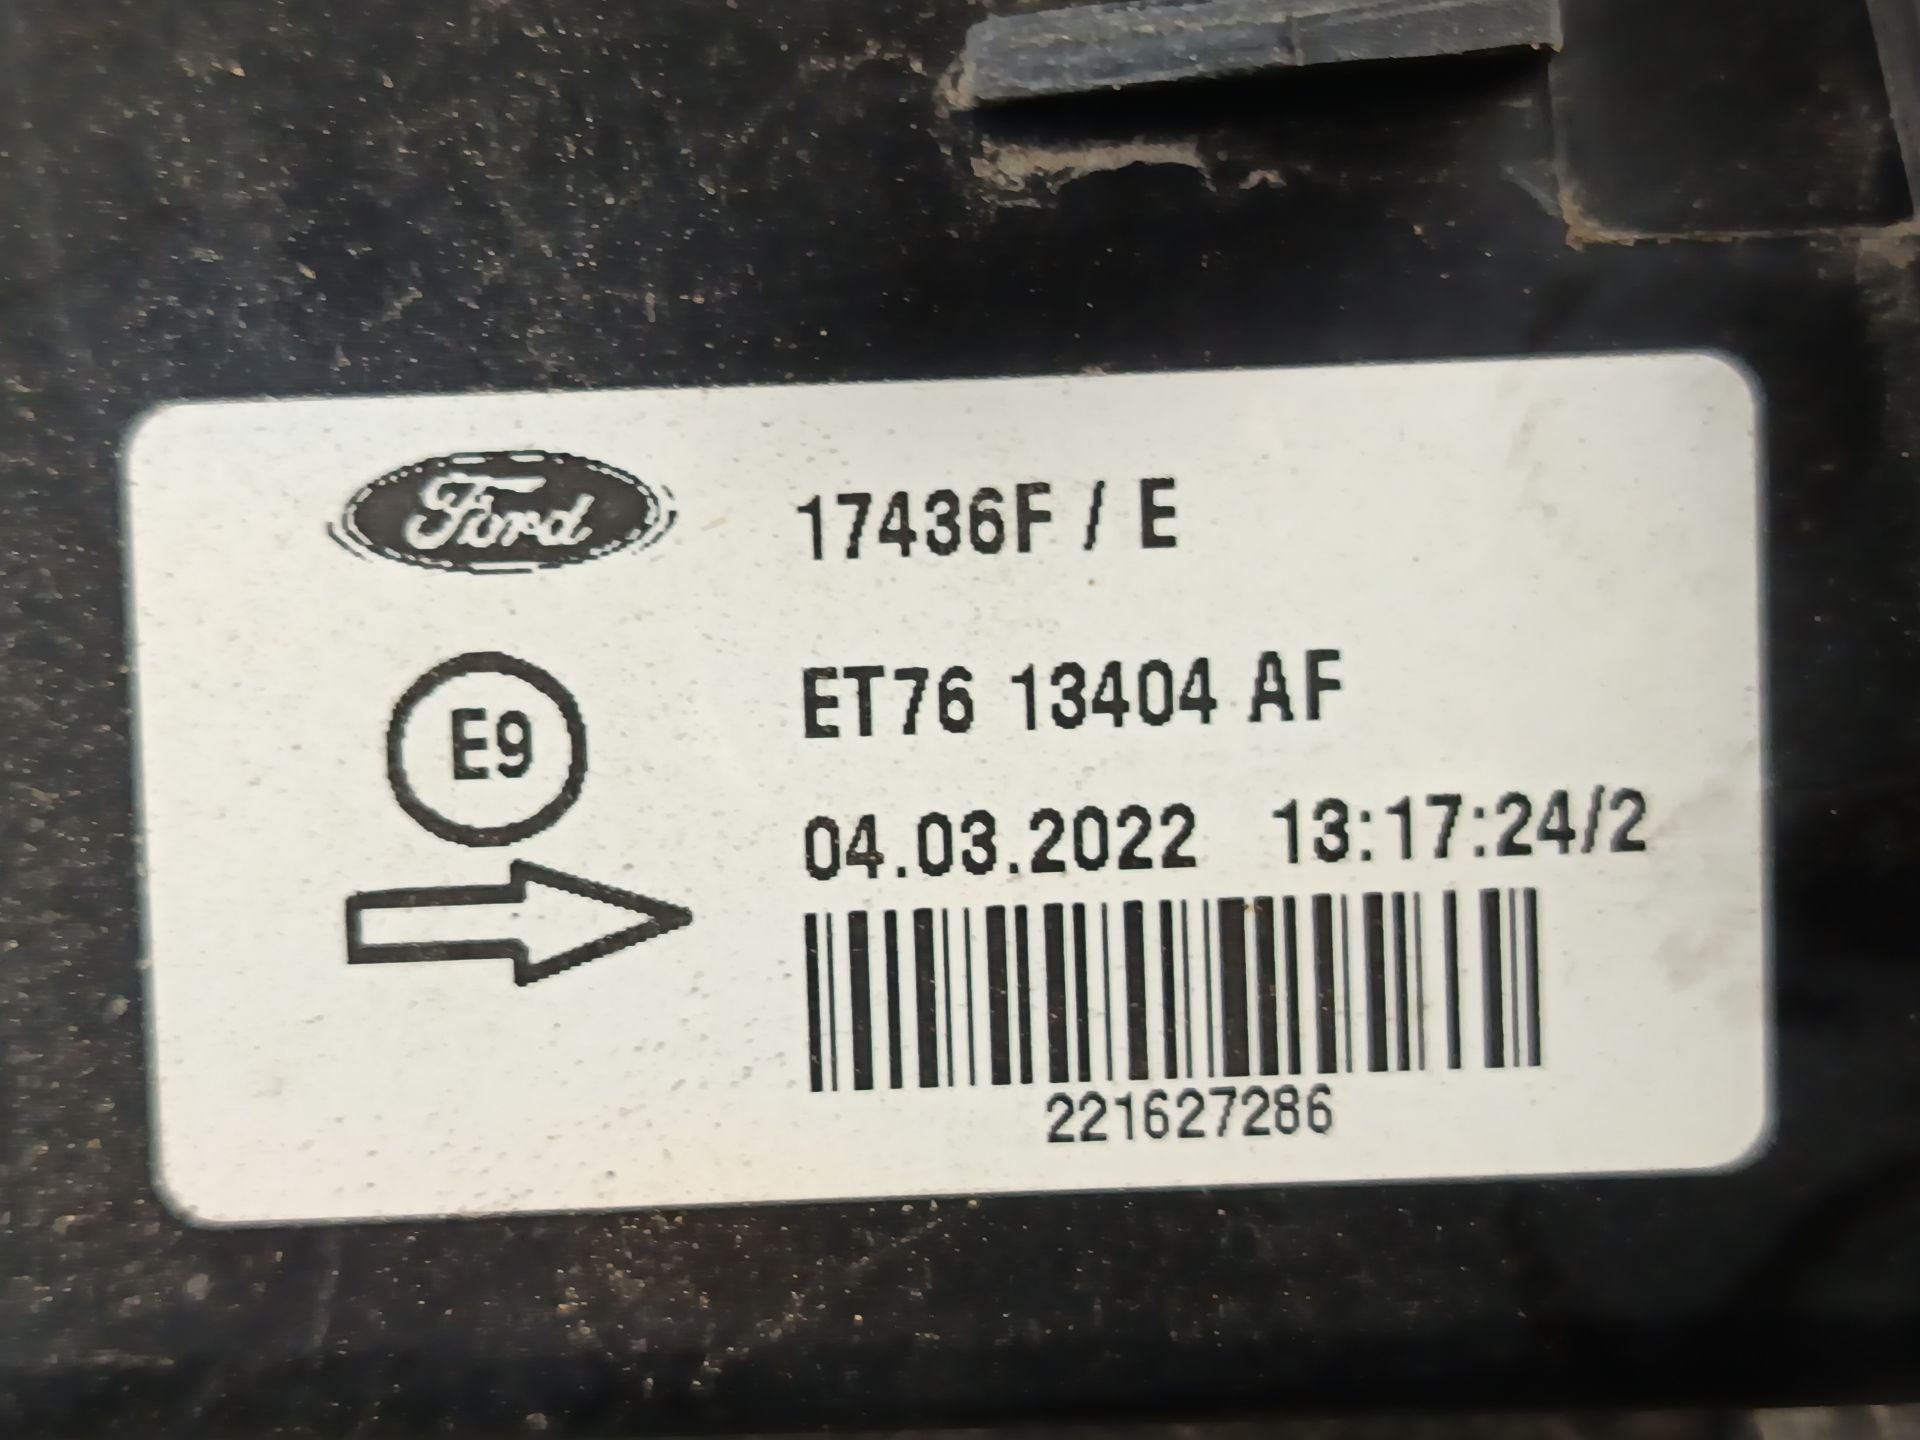 Ford 17436F / E
E9 ET76 13404 AF
04.03.2022 13:17:24/2
221627286